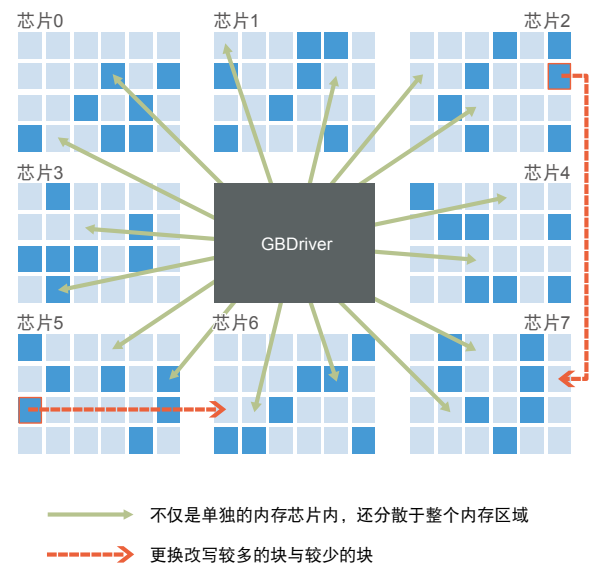 芯片0
芯片1
芯片2
芯片3
芯片4
GBDriver
芯片5
芯片6
芯片7
不仅是单独的内存芯片内，还分散于整个内存区域
更换改写较多的块与较少的块